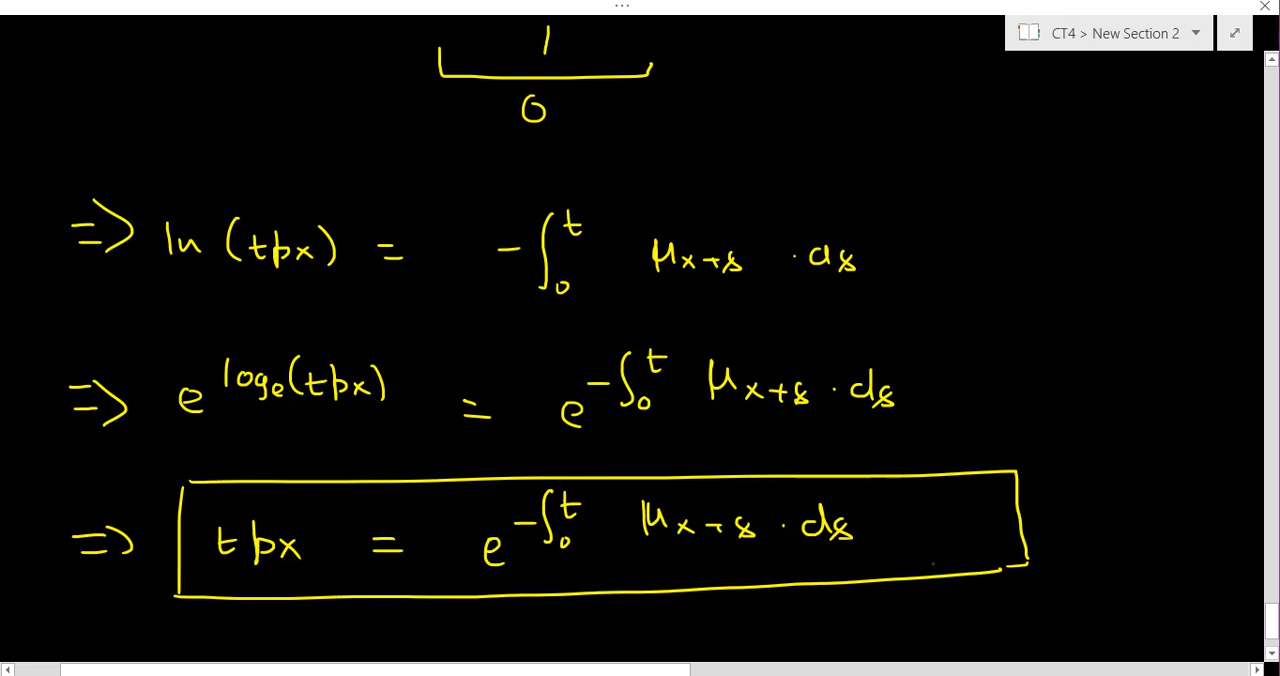 ...
CT4 > New Section 2
1
0
=> ln (tpx) = -∫₀ᵗ μx+s . ds
=> e^loge(tpx) = e^-∫₀ᵗ μx+s . ds
=> tpx = e^-∫₀ᵗ μx+s . ds